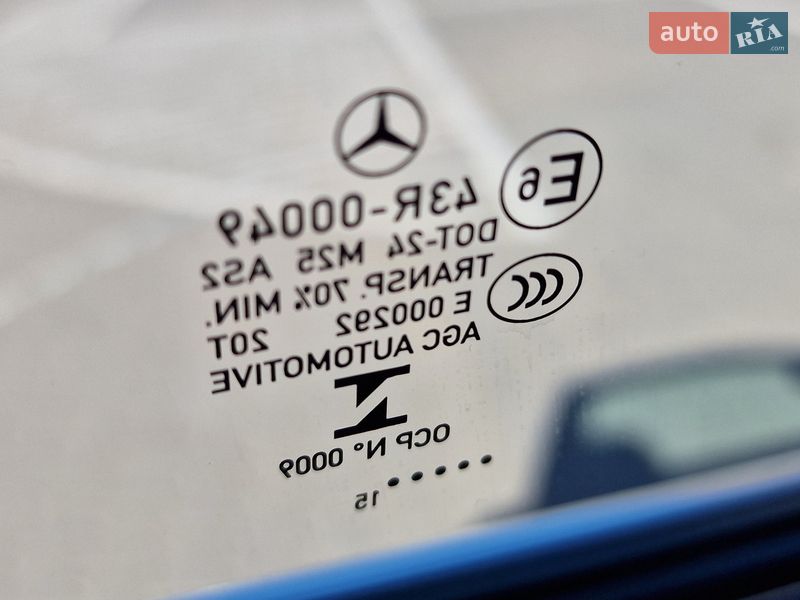 auto RIA.com
E6
43R-00049
DOT-24 M25 AS2
CCC
TRANSP. 70% MIN.
E 000292 20T
AGC AUTOMOTIVE
OCP N° 0009
. . . . . 15